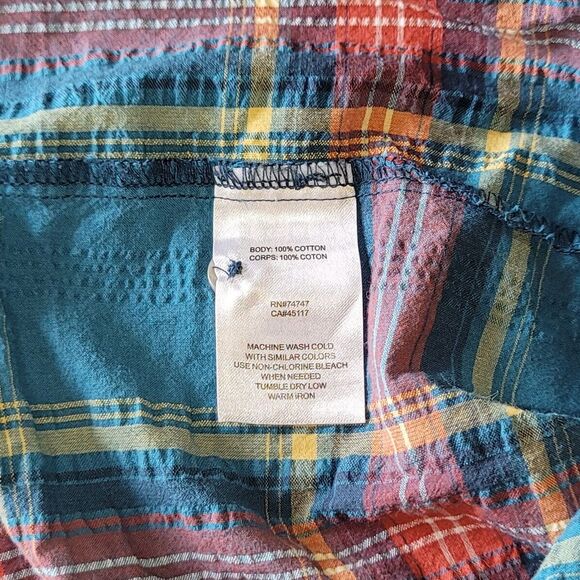 BODY: 100% COTTON
CORPS: 100% COTON
RN#74747
CA#45117
MACHINE WASH COLD
WITH SIMILAR COLORS
USE NON-CHLORINE BLEACH
WHEN NEEDED
TUMBLE DRY LOW
WARM IRON